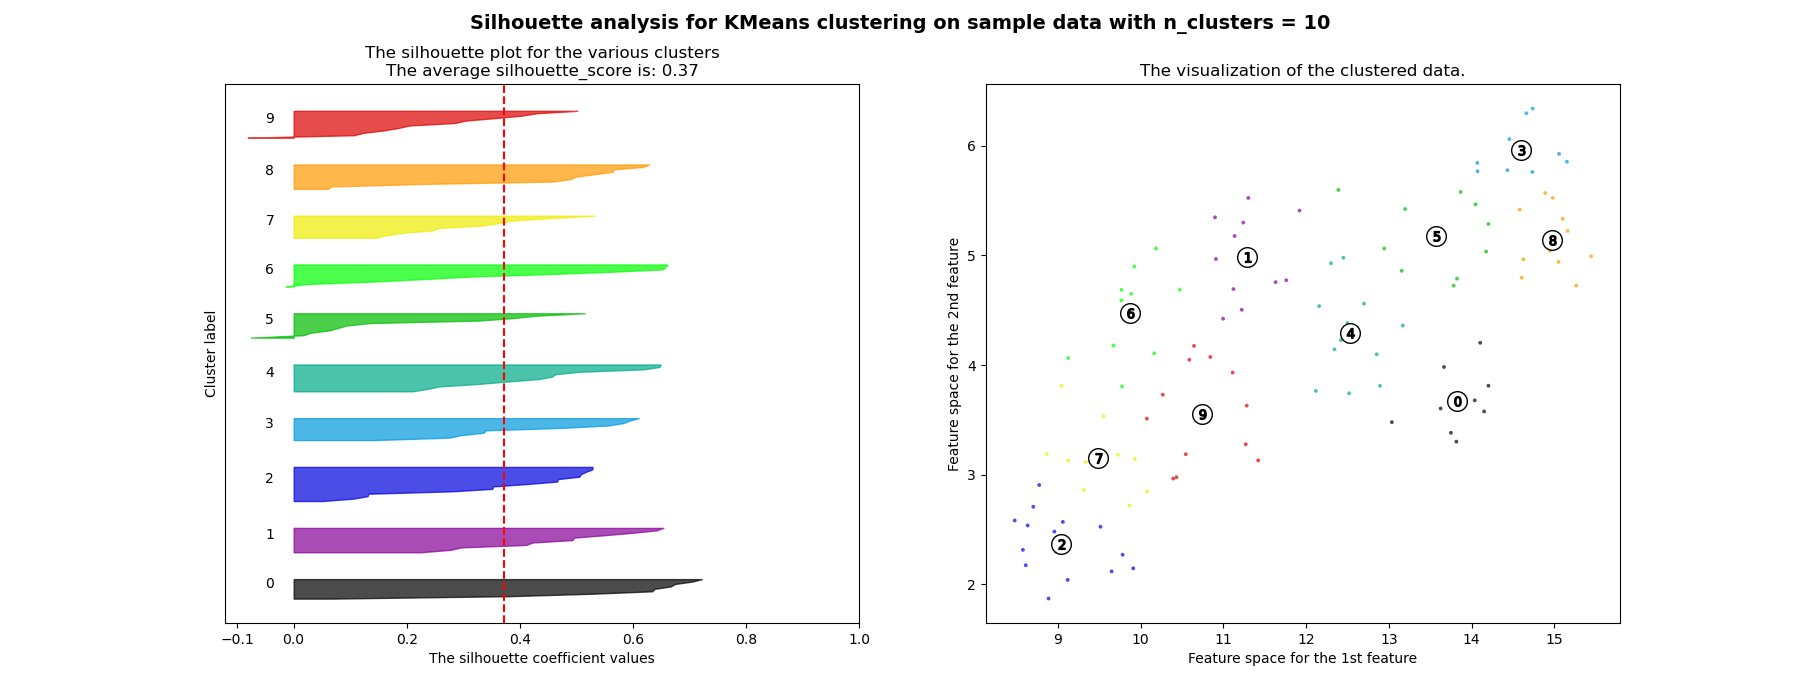 Silhouette analysis for KMeans clustering on sample data with n_clusters = 10
The silhouette plot for the various clusters
The average silhouette_score is: 0.37
9
8
7
6
5
4
3
2
1
0
Cluster label
−0.1 0.0 0.2 0.4 0.6 0.8 1.0
The silhouette coefficient values
The visualization of the clustered data.
6
5
4
3
2
Feature space for the 2nd feature
3
5
8
1
6
4
0
9
7
2
9 10 11 12 13 14 15
Feature space for the 1st feature